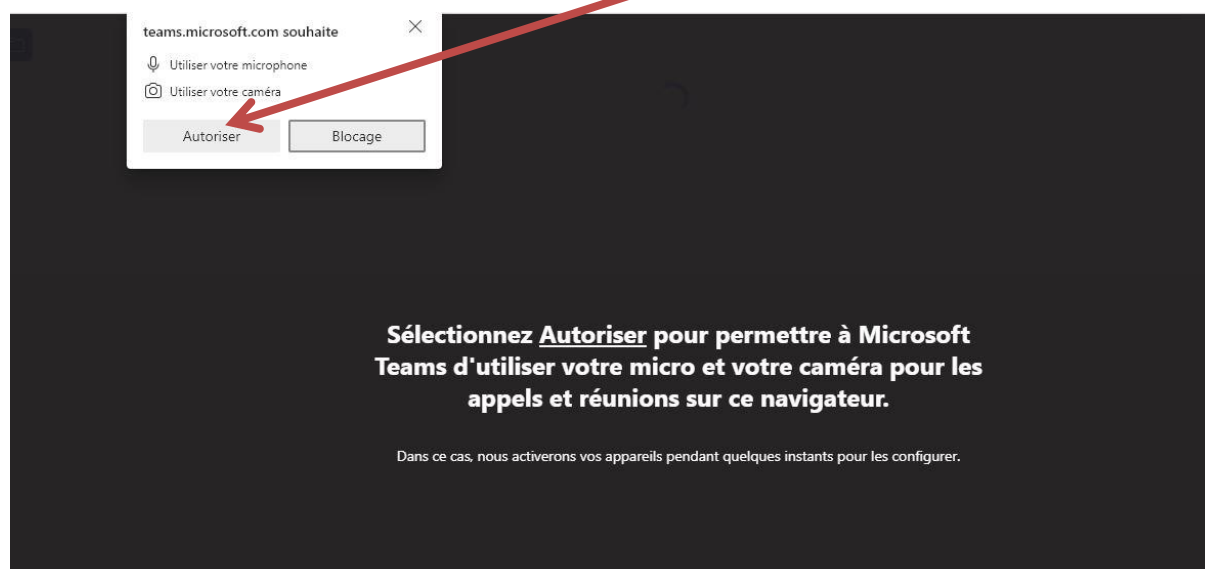 teams.microsoft.com souhaite
Utiliser votre microphone
Utiliser votre caméra
Autoriser
Blocage
Sélectionnez Autoriser pour permettre à Microsoft
Teams d'utiliser votre micro et votre caméra pour les
appels et réunions sur ce navigateur.
Dans ce cas, nous activerons vos appareils pendant quelques instants pour les configurer.